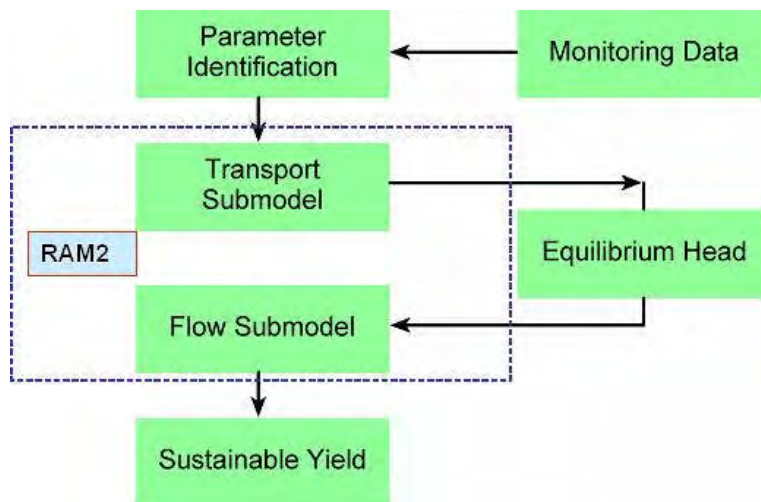 Parameter
Identification
Monitoring Data
Transport
Submodel
RAM2
Equilibrium Head
Flow Submodel
Sustainable Yield